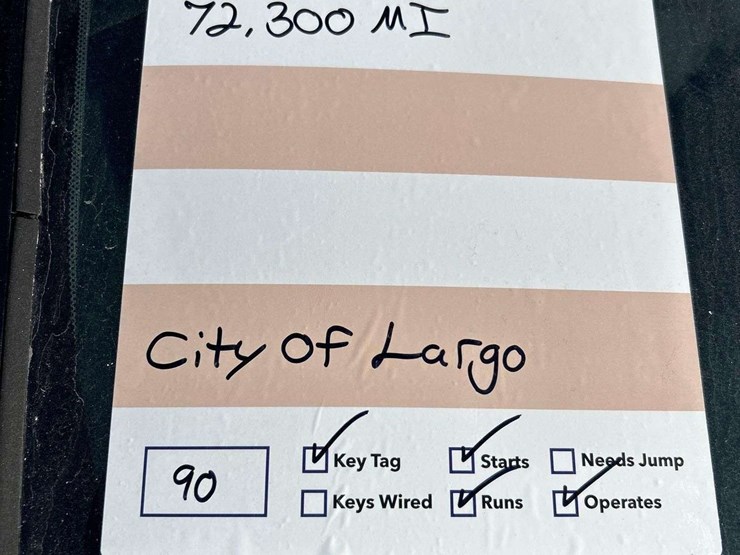 72,300 MI
City Of Largo
90 Key Tag Starts Needs Jump
Keys Wired Runs Operates